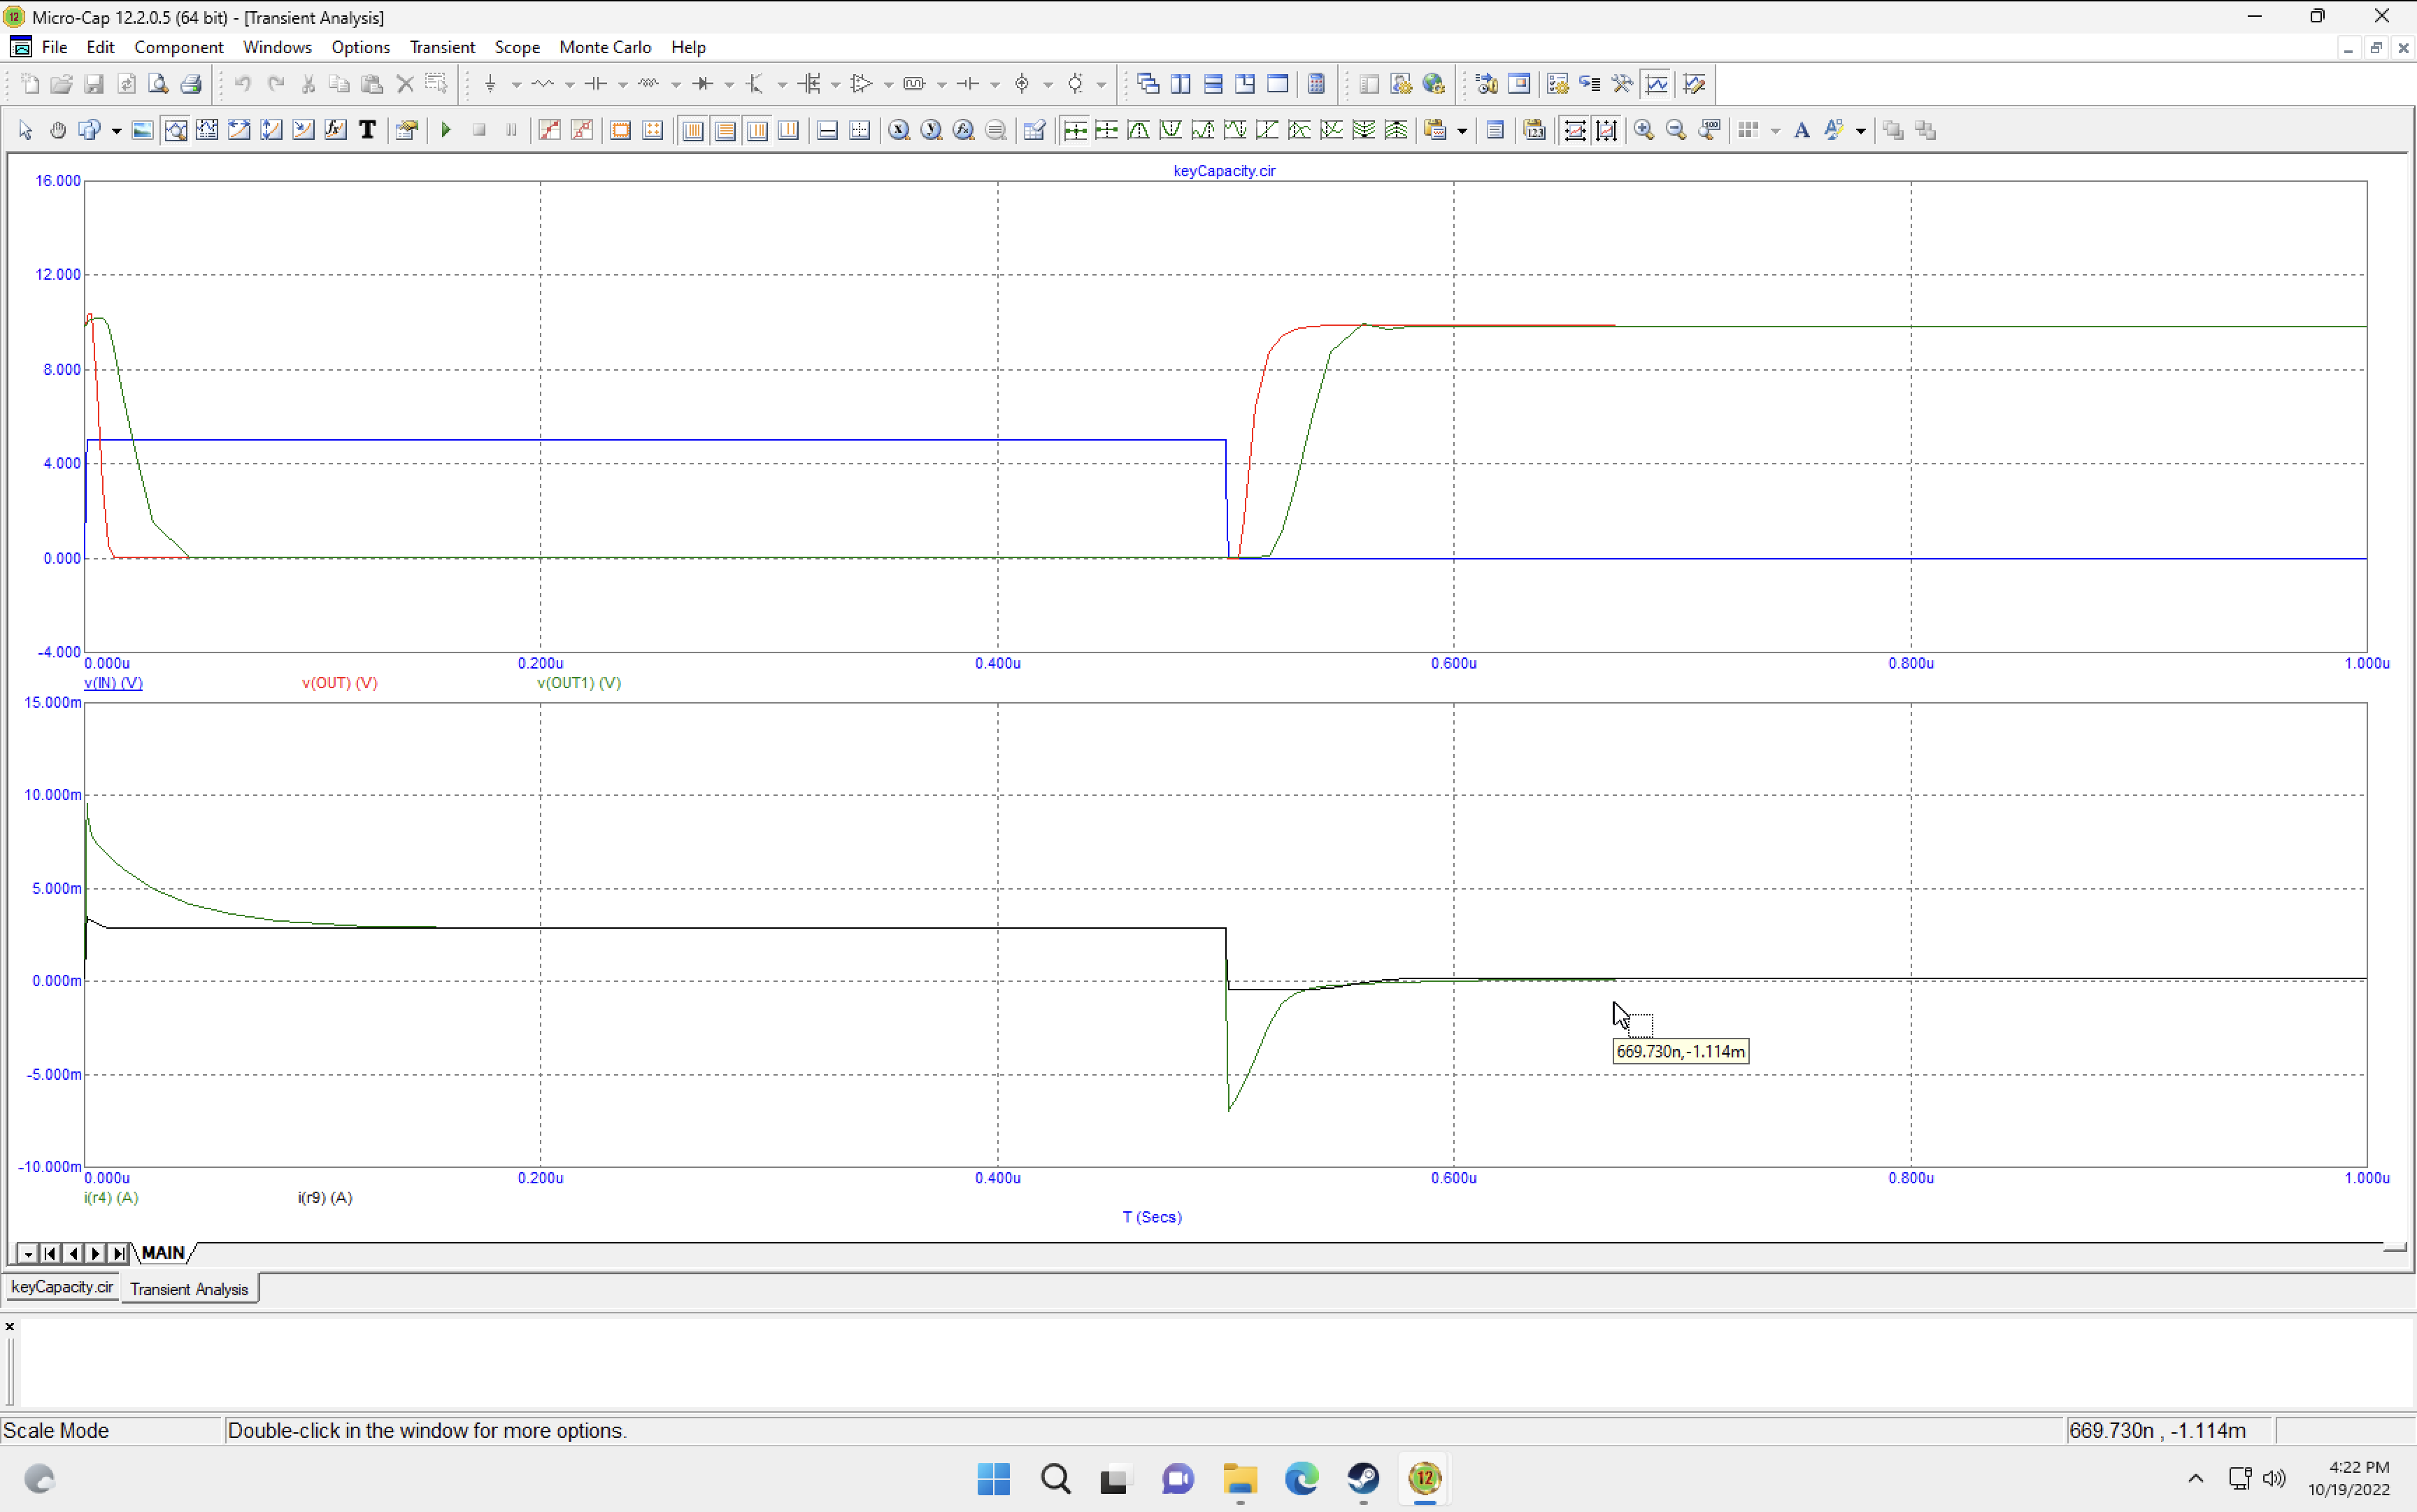 Micro-Cap 12.2.0.5 (64 bit) - [Transient Analysis]
File Edit Component Windows Options Transient Scope Monte Carlo Help
keyCapacity.cir
16.000
12.000
8.000
4.000
0.000
-4.000
0.000u 0.200u 0.400u 0.600u 0.800u 1.000u
v(IN) (V) v(OUT) (V) v(OUT1) (V)
15.000m
10.000m
5.000m
0.000m
-5.000m
669.730n,-1.114m
-10.000m
0.000u 0.200u 0.400u 0.600u 0.800u 1.000u
i(r4) (A) i(r9) (A)
T (Secs)
MAIN
keyCapacity.cir Transient Analysis
Scale Mode Double-click in the window for more options. 669.730n , -1.114m
4:22 PM
10/19/2022